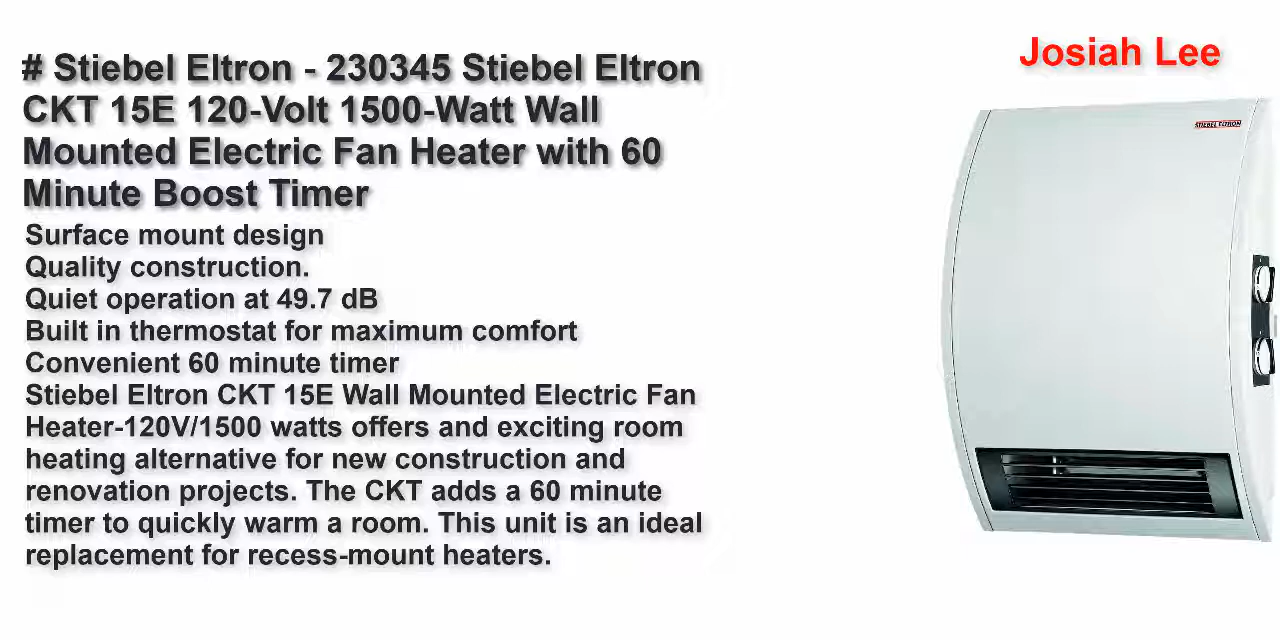 Josiah Lee
# Stiebel Eltron - 230345 Stiebel Eltron
CKT 15E 120-Volt 1500-Watt Wall
Mounted Electric Fan Heater with 60
Minute Boost Timer
Surface mount design
Quality construction.
Quiet operation at 49.7 dB
Built in thermostat for maximum comfort
Convenient 60 minute timer
Stiebel Eltron CKT 15E Wall Mounted Electric Fan
Heater-120V/1500 watts offers and exciting room
heating alternative for new construction and
renovation projects. The CKT adds a 60 minute
timer to quickly warm a room. This unit is an ideal
replacement for recess-mount heaters.
STIEBEL ELTRON